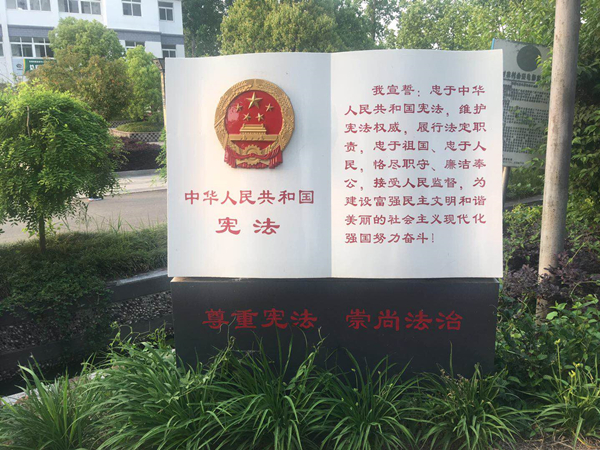 中华人民共和国
宪法
我宣誓：忠于中华
人民共和国宪法，维护
宪法权威，履行法定职
责，忠于祖国、忠于人
民，恪尽职守、廉洁奉
公，接受人民监督，为
建设富强民主文明和谐
美丽的社会主义现代化
强国努力奋斗！
尊重宪法 崇尚法治